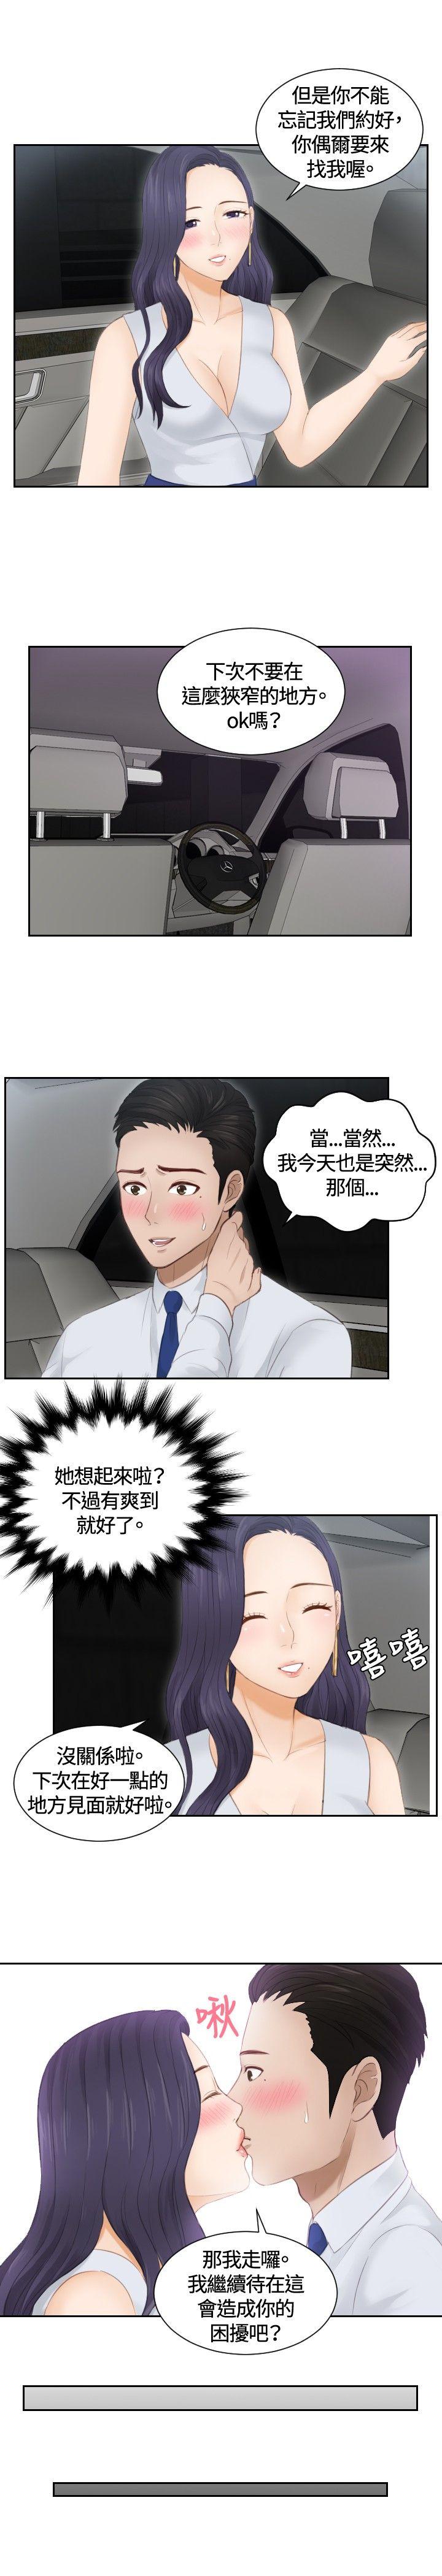 但是你不能
忘記我們約好，
你偶爾要來
找我喔。
下次不要在
這麼狹窄的地方。
ok嗎？
當...當然...
我今天也是突然...
那個...
她想起來啦？
不過有爽到
就好了。
嘻嘻
沒關係啦。
下次在好一點的
地方見面就好啦。
啾
那我走囉。
我繼續待在這
會造成你的
困擾吧？